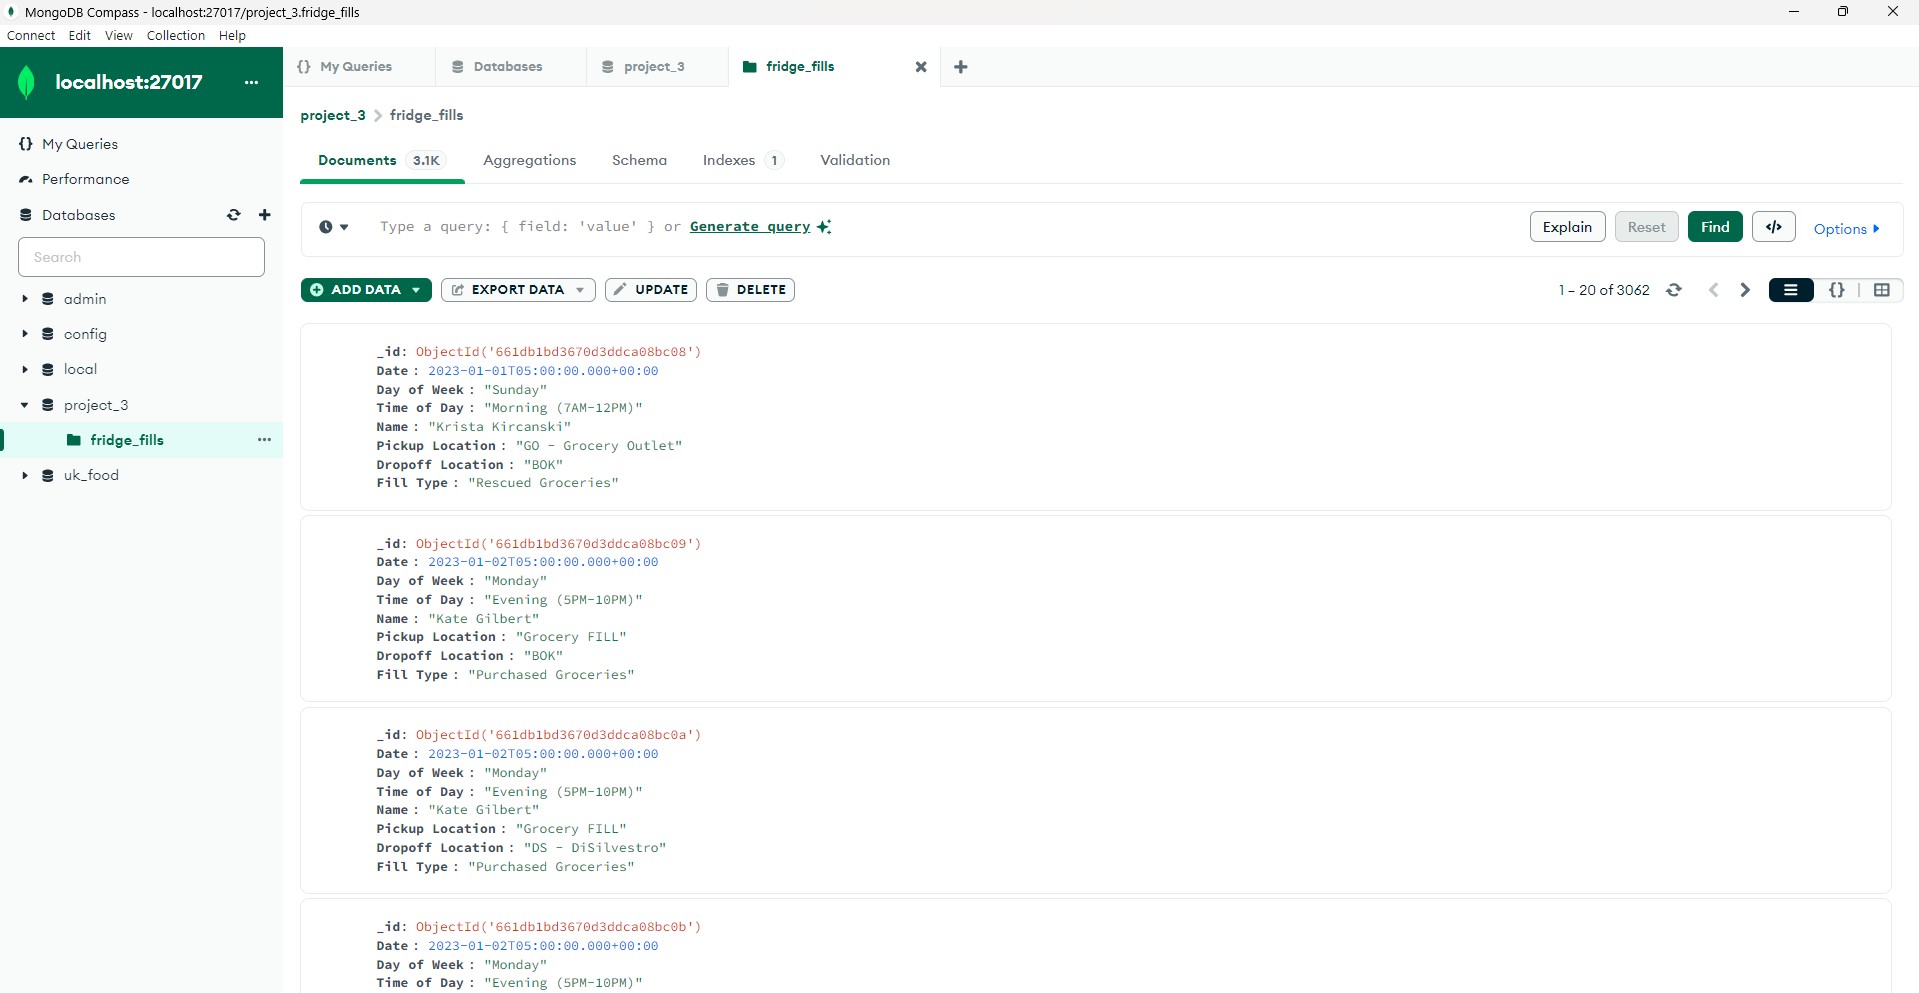 MongoDB Compass - localhost:27017/project_3.fridge_fills
Connect Edit View Collection Help
localhost:27017 ...
{} My Queries
Performance
Databases
Search
admin
config
local
project_3
fridge_fills ...
uk_food
{} My Queries Databases project_3 fridge_fills
project_3 > fridge_fills
Documents 3.1K Aggregations Schema Indexes 1 Validation
Type a query: { field: 'value' } or Generate query
Explain Reset Find </> Options
ADD DATA EXPORT DATA UPDATE DELETE
1 – 20 of 3062 {}
_id: ObjectId('661db1bd3670d3ddca08bc08')
Date : 2023-01-01T05:00:00.000+00:00
Day of Week : "Sunday"
Time of Day : "Morning (7AM-12PM)"
Name : "Krista Kircanski"
Pickup Location : "GO - Grocery Outlet"
Dropoff Location : "BOK"
Fill Type : "Rescued Groceries"
_id: ObjectId('661db1bd3670d3ddca08bc09')
Date : 2023-01-02T05:00:00.000+00:00
Day of Week : "Monday"
Time of Day : "Evening (5PM-10PM)"
Name : "Kate Gilbert"
Pickup Location : "Grocery FILL"
Dropoff Location : "BOK"
Fill Type : "Purchased Groceries"
_id: ObjectId('661db1bd3670d3ddca08bc0a')
Date : 2023-01-02T05:00:00.000+00:00
Day of Week : "Monday"
Time of Day : "Evening (5PM-10PM)"
Name : "Kate Gilbert"
Pickup Location : "Grocery FILL"
Dropoff Location : "DS - DiSilvestro"
Fill Type : "Purchased Groceries"
_id: ObjectId('661db1bd3670d3ddca08bc0b')
Date : 2023-01-02T05:00:00.000+00:00
Day of Week : "Monday"
Time of Day : "Evening (5PM-10PM)"